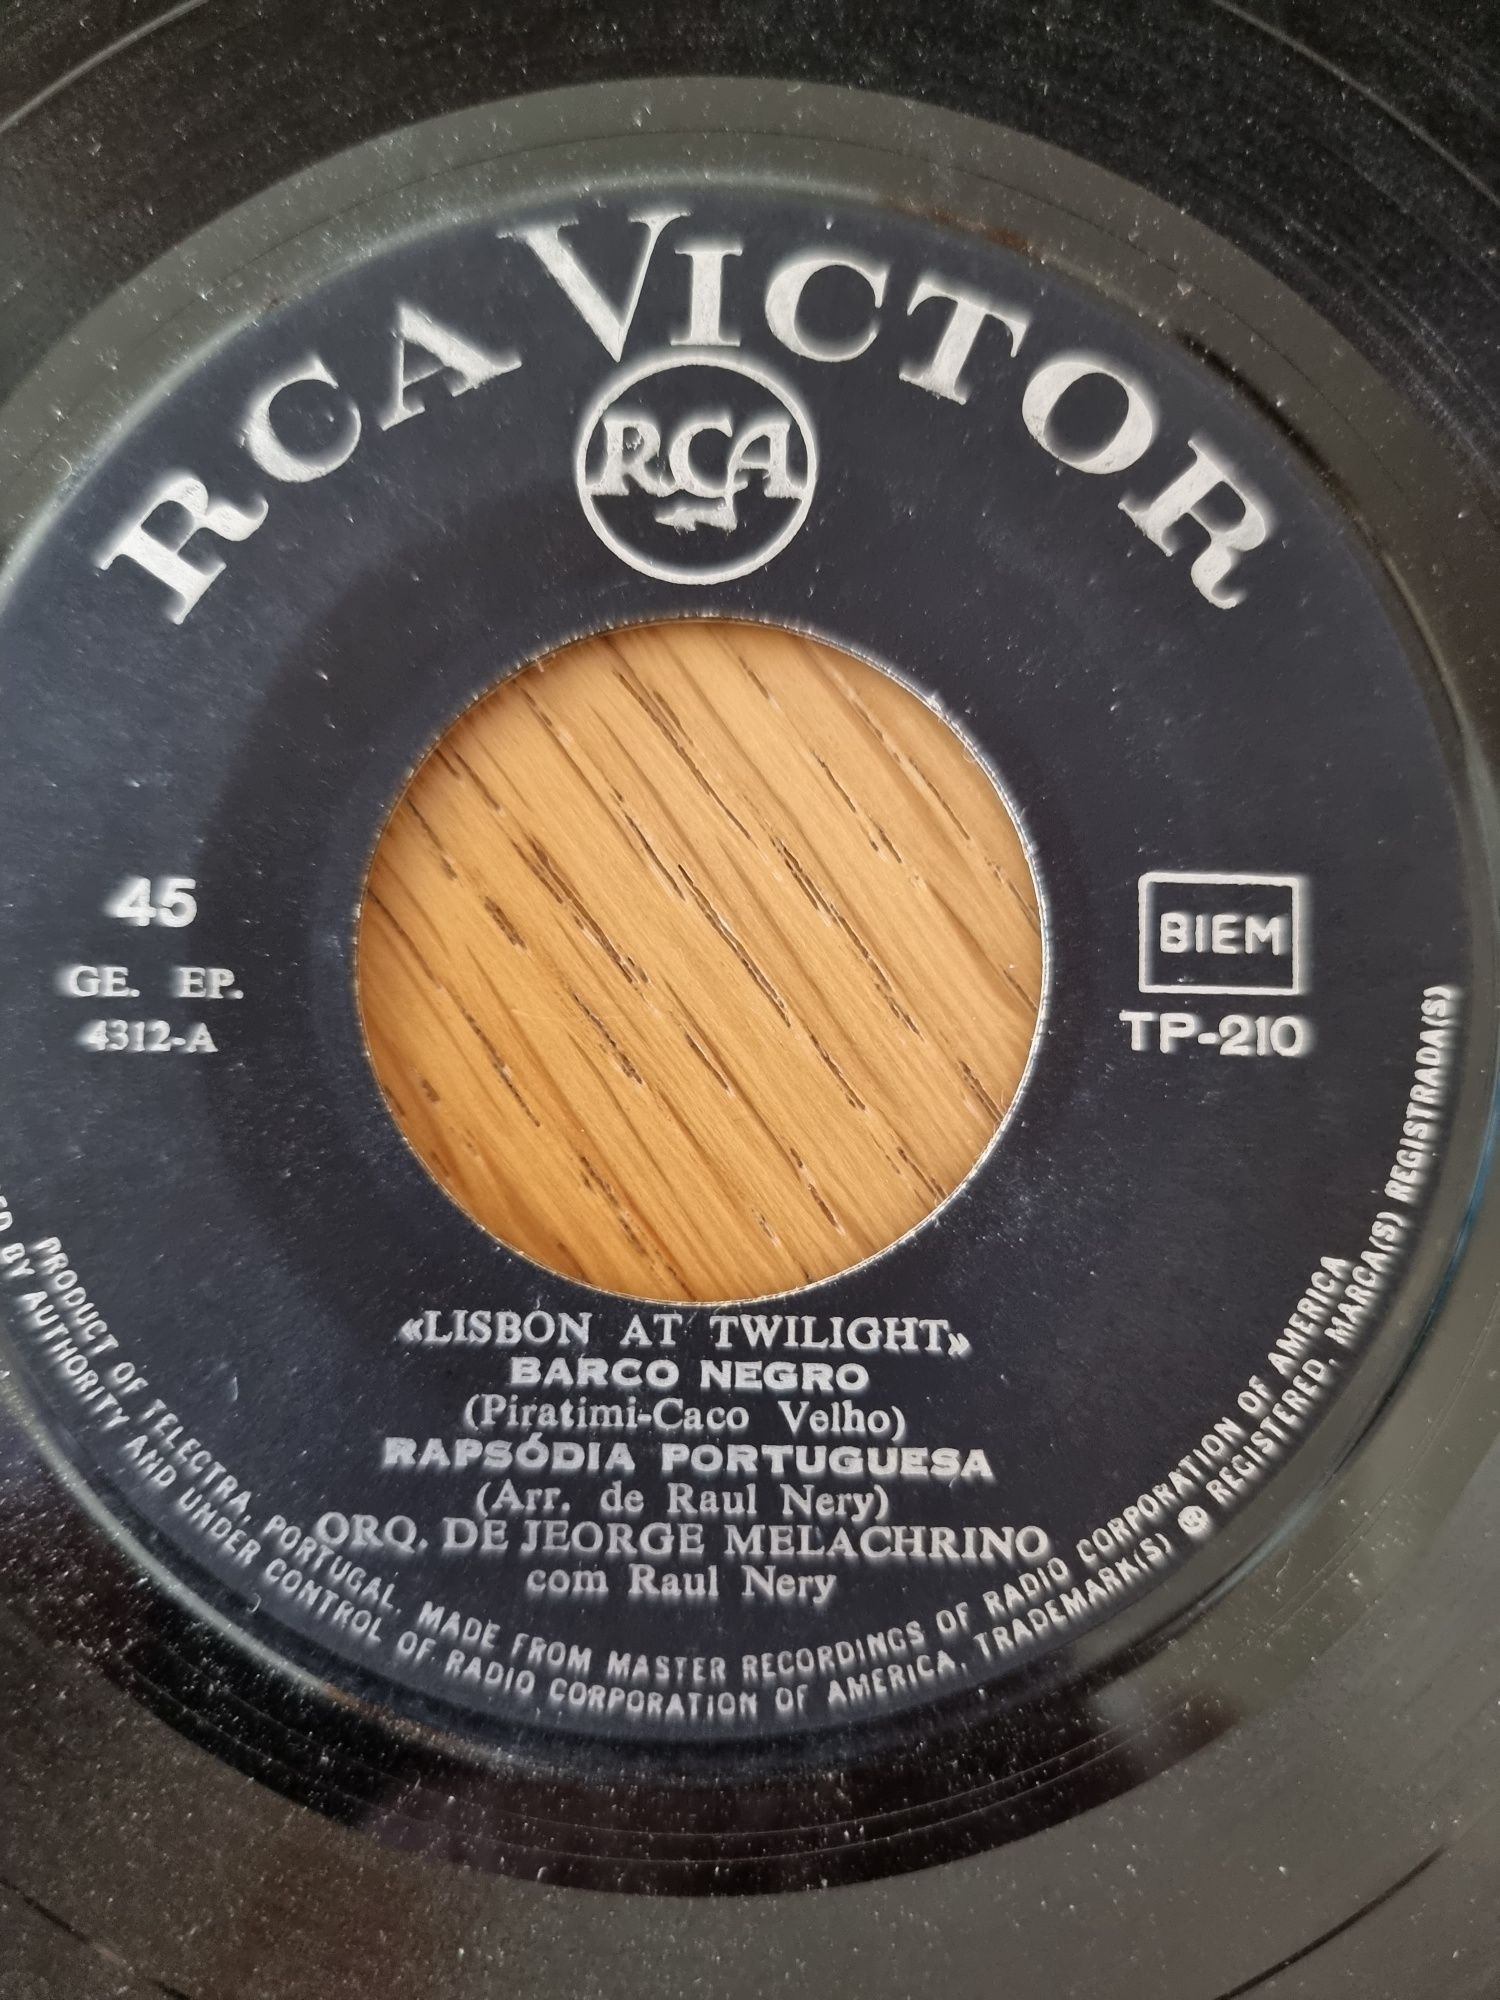 RCA VICTOR
RCA
45
GE. EP.
4312-A
BIEM
TP-210
«LISBON AT TWILIGHT»
BARCO NEGRO
(Piratimi-Caco Velho)
RAPSÓDIA PORTUGUESA
(Arr. de Raul Nery)
ORQ. DE JEORGE MELACHRINO
com Raul Nery
PRODUCT OF TELECTRA, PORTUGAL. MADE FROM MASTER RECORDINGS OF RADIO CORPORATION OF AMERICA
BY AUTHORITY AND UNDER CONTROL OF RADIO CORPORATION OF AMERICA. TRADEMARK(S) ® REGISTERED. MARCA(S) REGISTRADA(S)